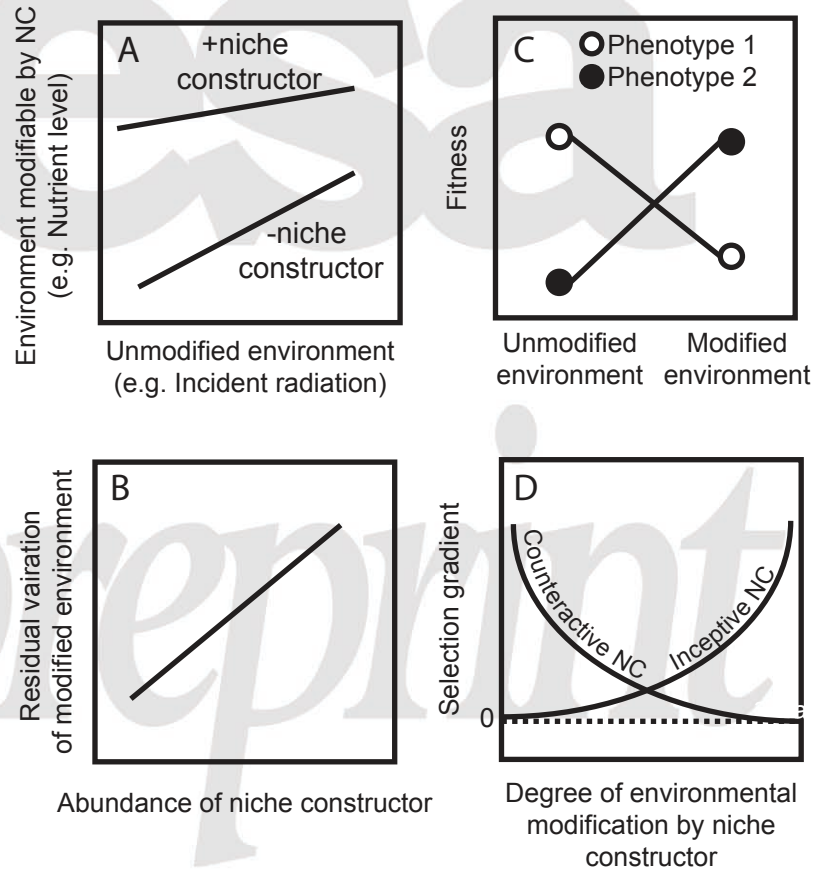 Environment modifiable by NC
(e.g. Nutrient level)
A
+niche
constructor
-niche
constructor
Unmodified environment
(e.g. Incident radiation)
C
Phenotype 1
Phenotype 2
Fitness
Unmodified
environment
Modified
environment
B
Residual vairation
of modified environment
Abundance of niche constructor
D
Selection gradient
0
Counteractive NC
Inceptive NC
Degree of environmental
modification by niche
constructor
esa
preprint